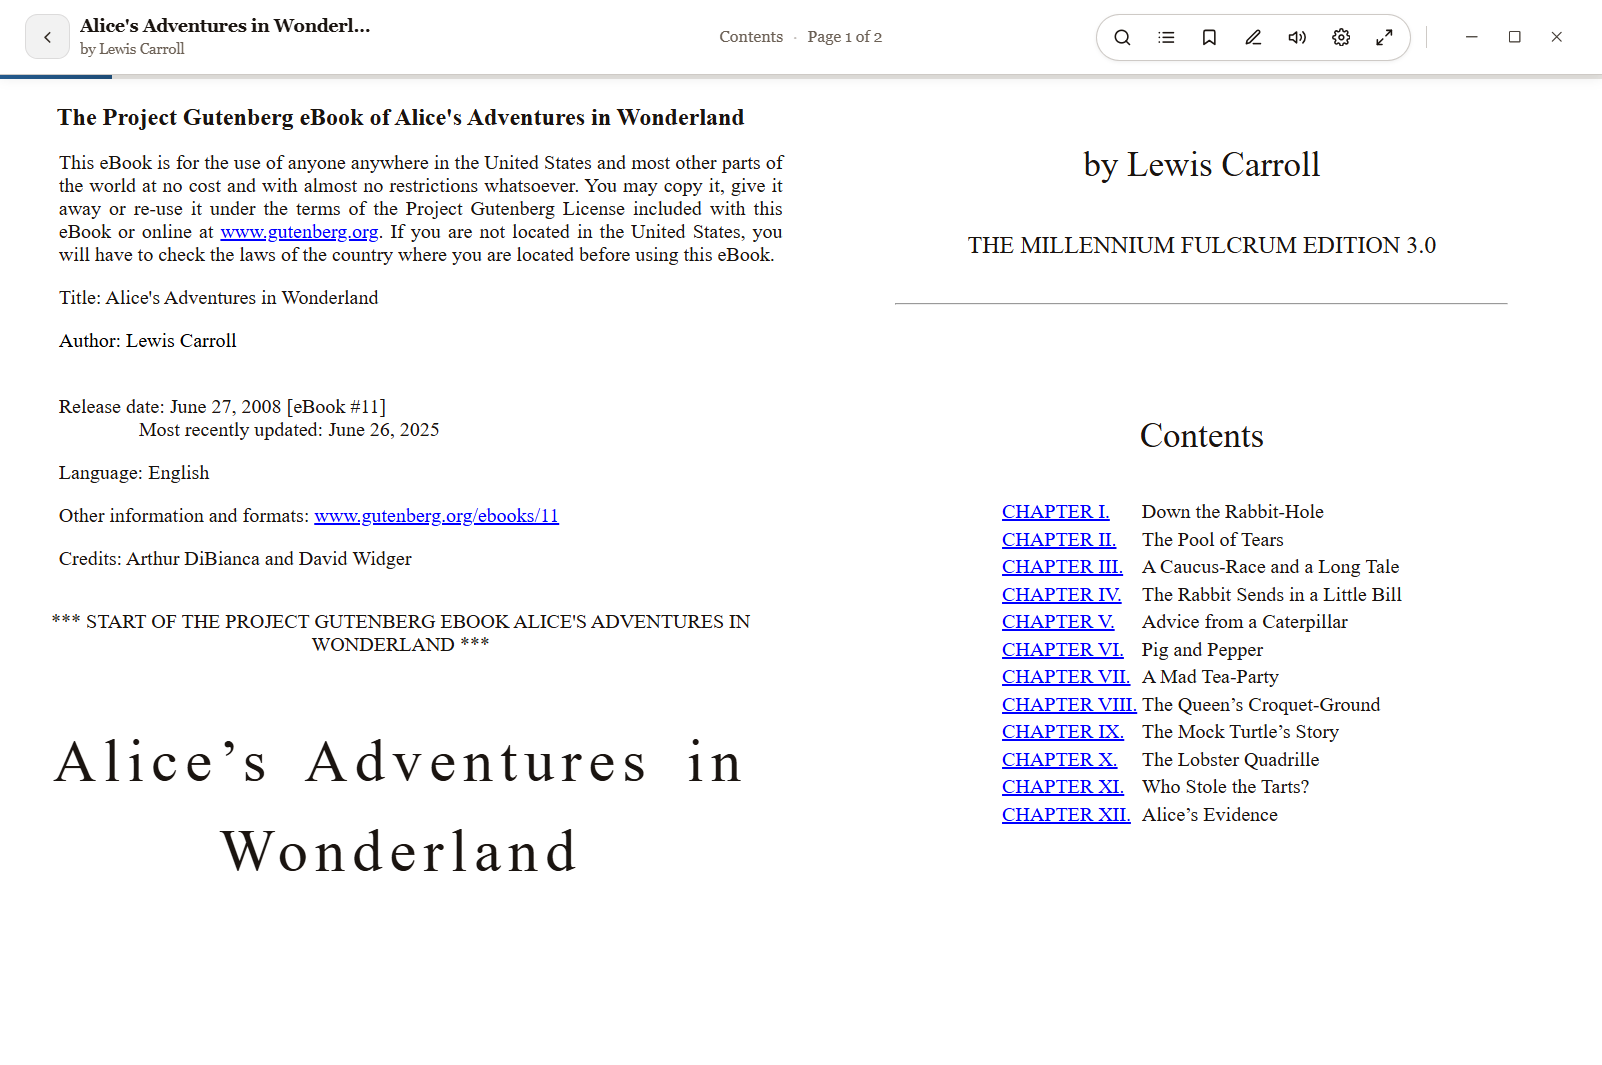 Alice's Adventures in Wonderl...
by Lewis Carroll
Contents · Page 1 of 2
The Project Gutenberg eBook of Alice's Adventures in Wonderland
This eBook is for the use of anyone anywhere in the United States and most other parts of
the world at no cost and with almost no restrictions whatsoever. You may copy it, give it
away or re-use it under the terms of the Project Gutenberg License included with this
eBook or online at www.gutenberg.org. If you are not located in the United States, you
will have to check the laws of the country where you are located before using this eBook.
Title: Alice's Adventures in Wonderland
Author: Lewis Carroll
Release date: June 27, 2008 [eBook #11]
Most recently updated: June 26, 2025
Language: English
Other information and formats: www.gutenberg.org/ebooks/11
Credits: Arthur DiBianca and David Widger
*** START OF THE PROJECT GUTENBERG EBOOK ALICE'S ADVENTURES IN
WONDERLAND ***
Alice’s Adventures in
Wonderland
by Lewis Carroll
THE MILLENNIUM FULCRUM EDITION 3.0
Contents
CHAPTER I. Down the Rabbit-Hole
CHAPTER II. The Pool of Tears
CHAPTER III. A Caucus-Race and a Long Tale
CHAPTER IV. The Rabbit Sends in a Little Bill
CHAPTER V. Advice from a Caterpillar
CHAPTER VI. Pig and Pepper
CHAPTER VII. A Mad Tea-Party
CHAPTER VIII. The Queen’s Croquet-Ground
CHAPTER IX. The Mock Turtle’s Story
CHAPTER X. The Lobster Quadrille
CHAPTER XI. Who Stole the Tarts?
CHAPTER XII. Alice’s Evidence